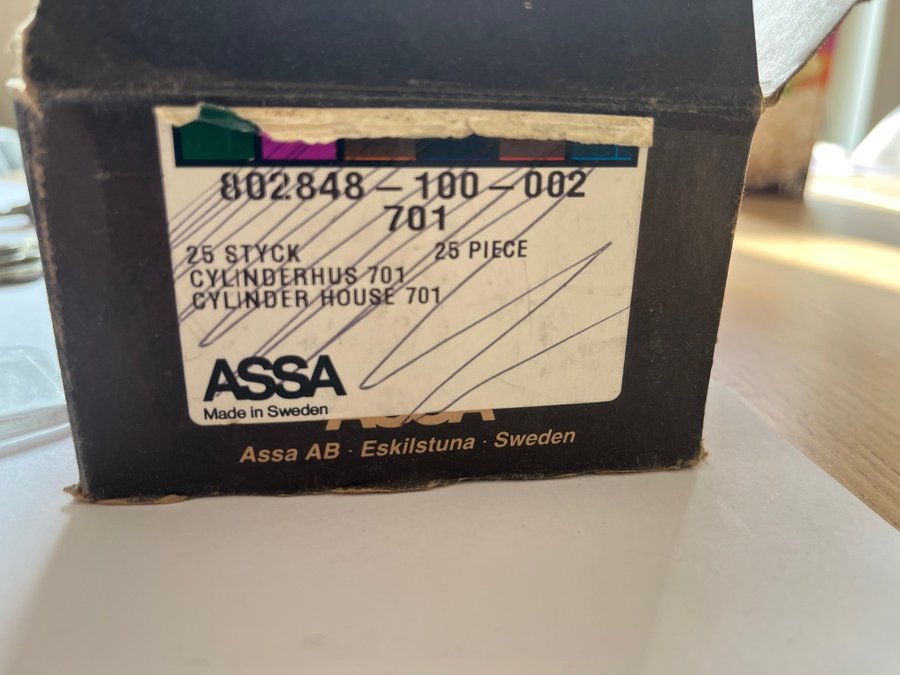 802848-100-002
701
25 STYCK 25 PIECE
CYLINDERHUS 701
CYLINDER HOUSE 701
ASSA
Made in Sweden
ASSA
Assa AB · Eskilstuna · Sweden